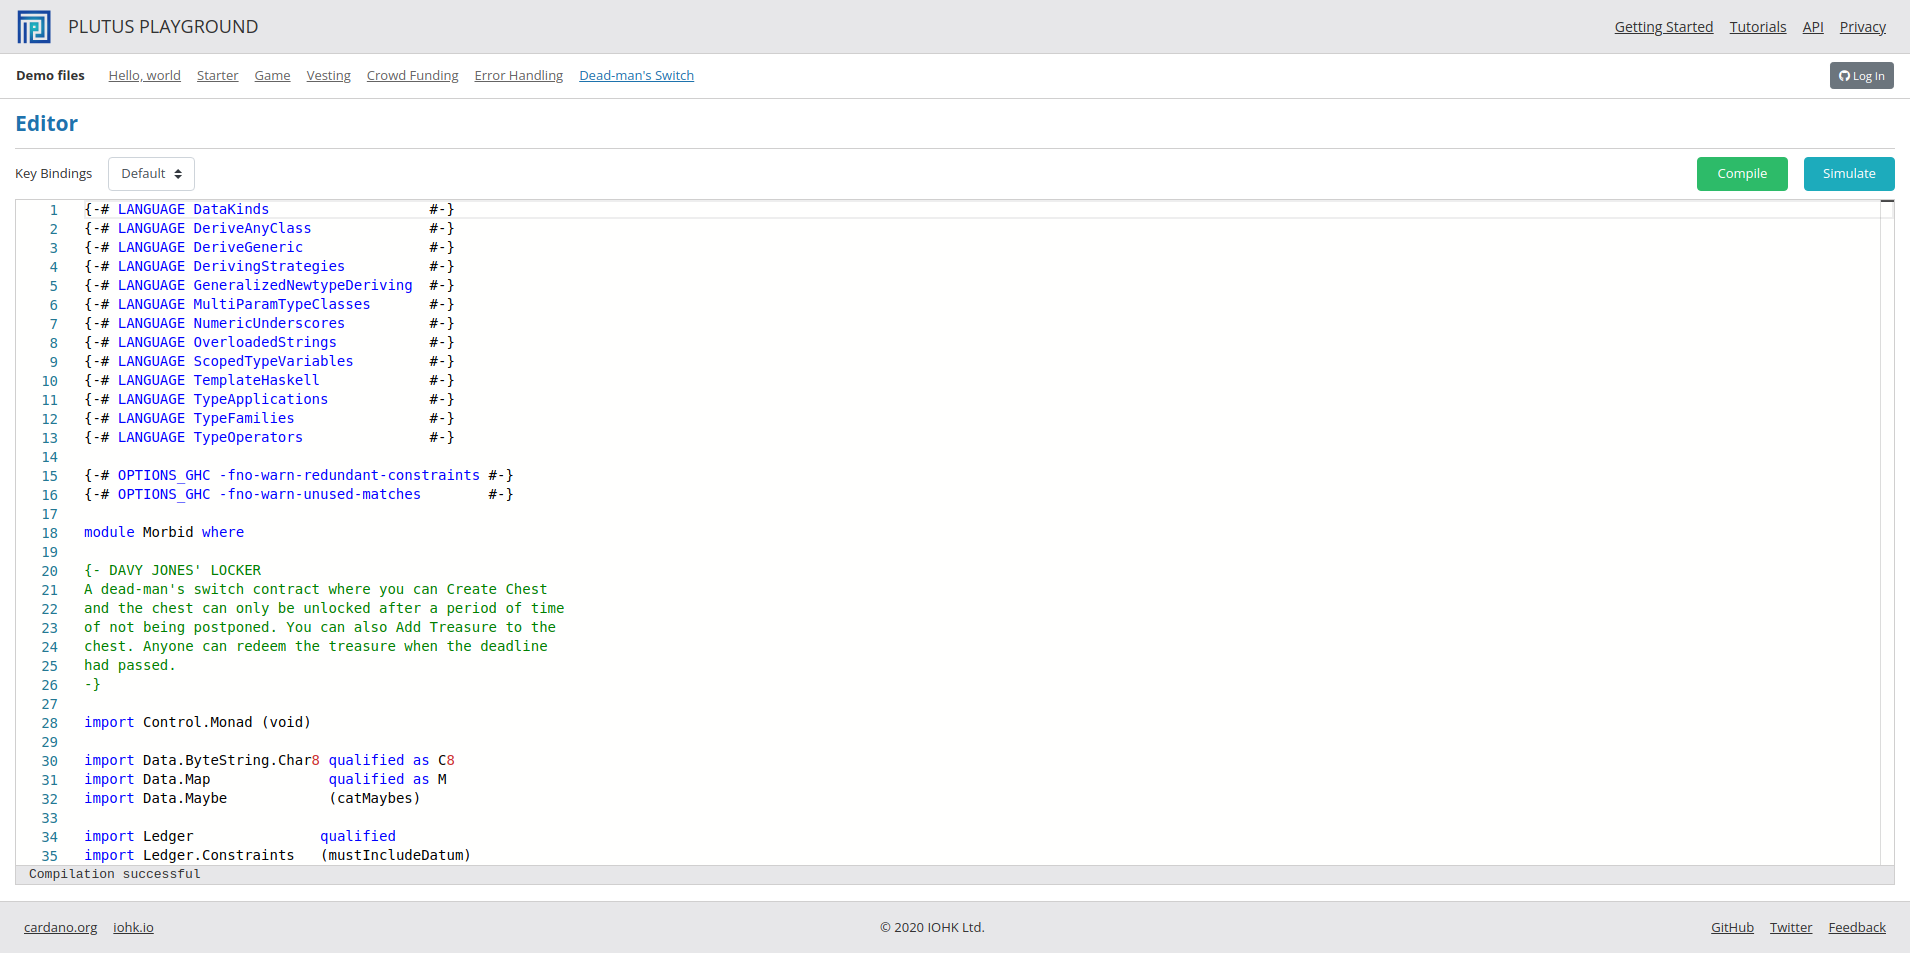 PLUTUS PLAYGROUND Getting Started Tutorials API Privacy
Demo files Hello, world Starter Game Vesting Crowd Funding Error Handling Dead-man's Switch Log In
Editor
Key Bindings Default Compile Simulate
1 {-# LANGUAGE DataKinds                   #-}
2 {-# LANGUAGE DeriveAnyClass              #-}
3 {-# LANGUAGE DeriveGeneric               #-}
4 {-# LANGUAGE DerivingStrategies          #-}
5 {-# LANGUAGE GeneralizedNewtypeDeriving  #-}
6 {-# LANGUAGE MultiParamTypeClasses       #-}
7 {-# LANGUAGE NumericUnderscores          #-}
8 {-# LANGUAGE OverloadedStrings           #-}
9 {-# LANGUAGE ScopedTypeVariables         #-}
10 {-# LANGUAGE TemplateHaskell             #-}
11 {-# LANGUAGE TypeApplications            #-}
12 {-# LANGUAGE TypeFamilies                #-}
13 {-# LANGUAGE TypeOperators               #-}
14
15 {-# OPTIONS_GHC -fno-warn-redundant-constraints #-}
16 {-# OPTIONS_GHC -fno-warn-unused-matches        #-}
17
18 module Morbid where
19
20 {- DAVY JONES' LOCKER
21 A dead-man's switch contract where you can Create Chest
22 and the chest can only be unlocked after a period of time
23 of not being postponed. You can also Add Treasure to the
24 chest. Anyone can redeem the treasure when the deadline
25 had passed.
26 -}
27
28 import Control.Monad (void)
29
30 import Data.ByteString.Char8 qualified as C8
31 import Data.Map              qualified as M
32 import Data.Maybe            (catMaybes)
33
34 import Ledger               qualified
35 import Ledger.Constraints   (mustIncludeDatum)
Compilation successful
cardano.org iohk.io © 2020 IOHK Ltd. GitHub Twitter Feedback